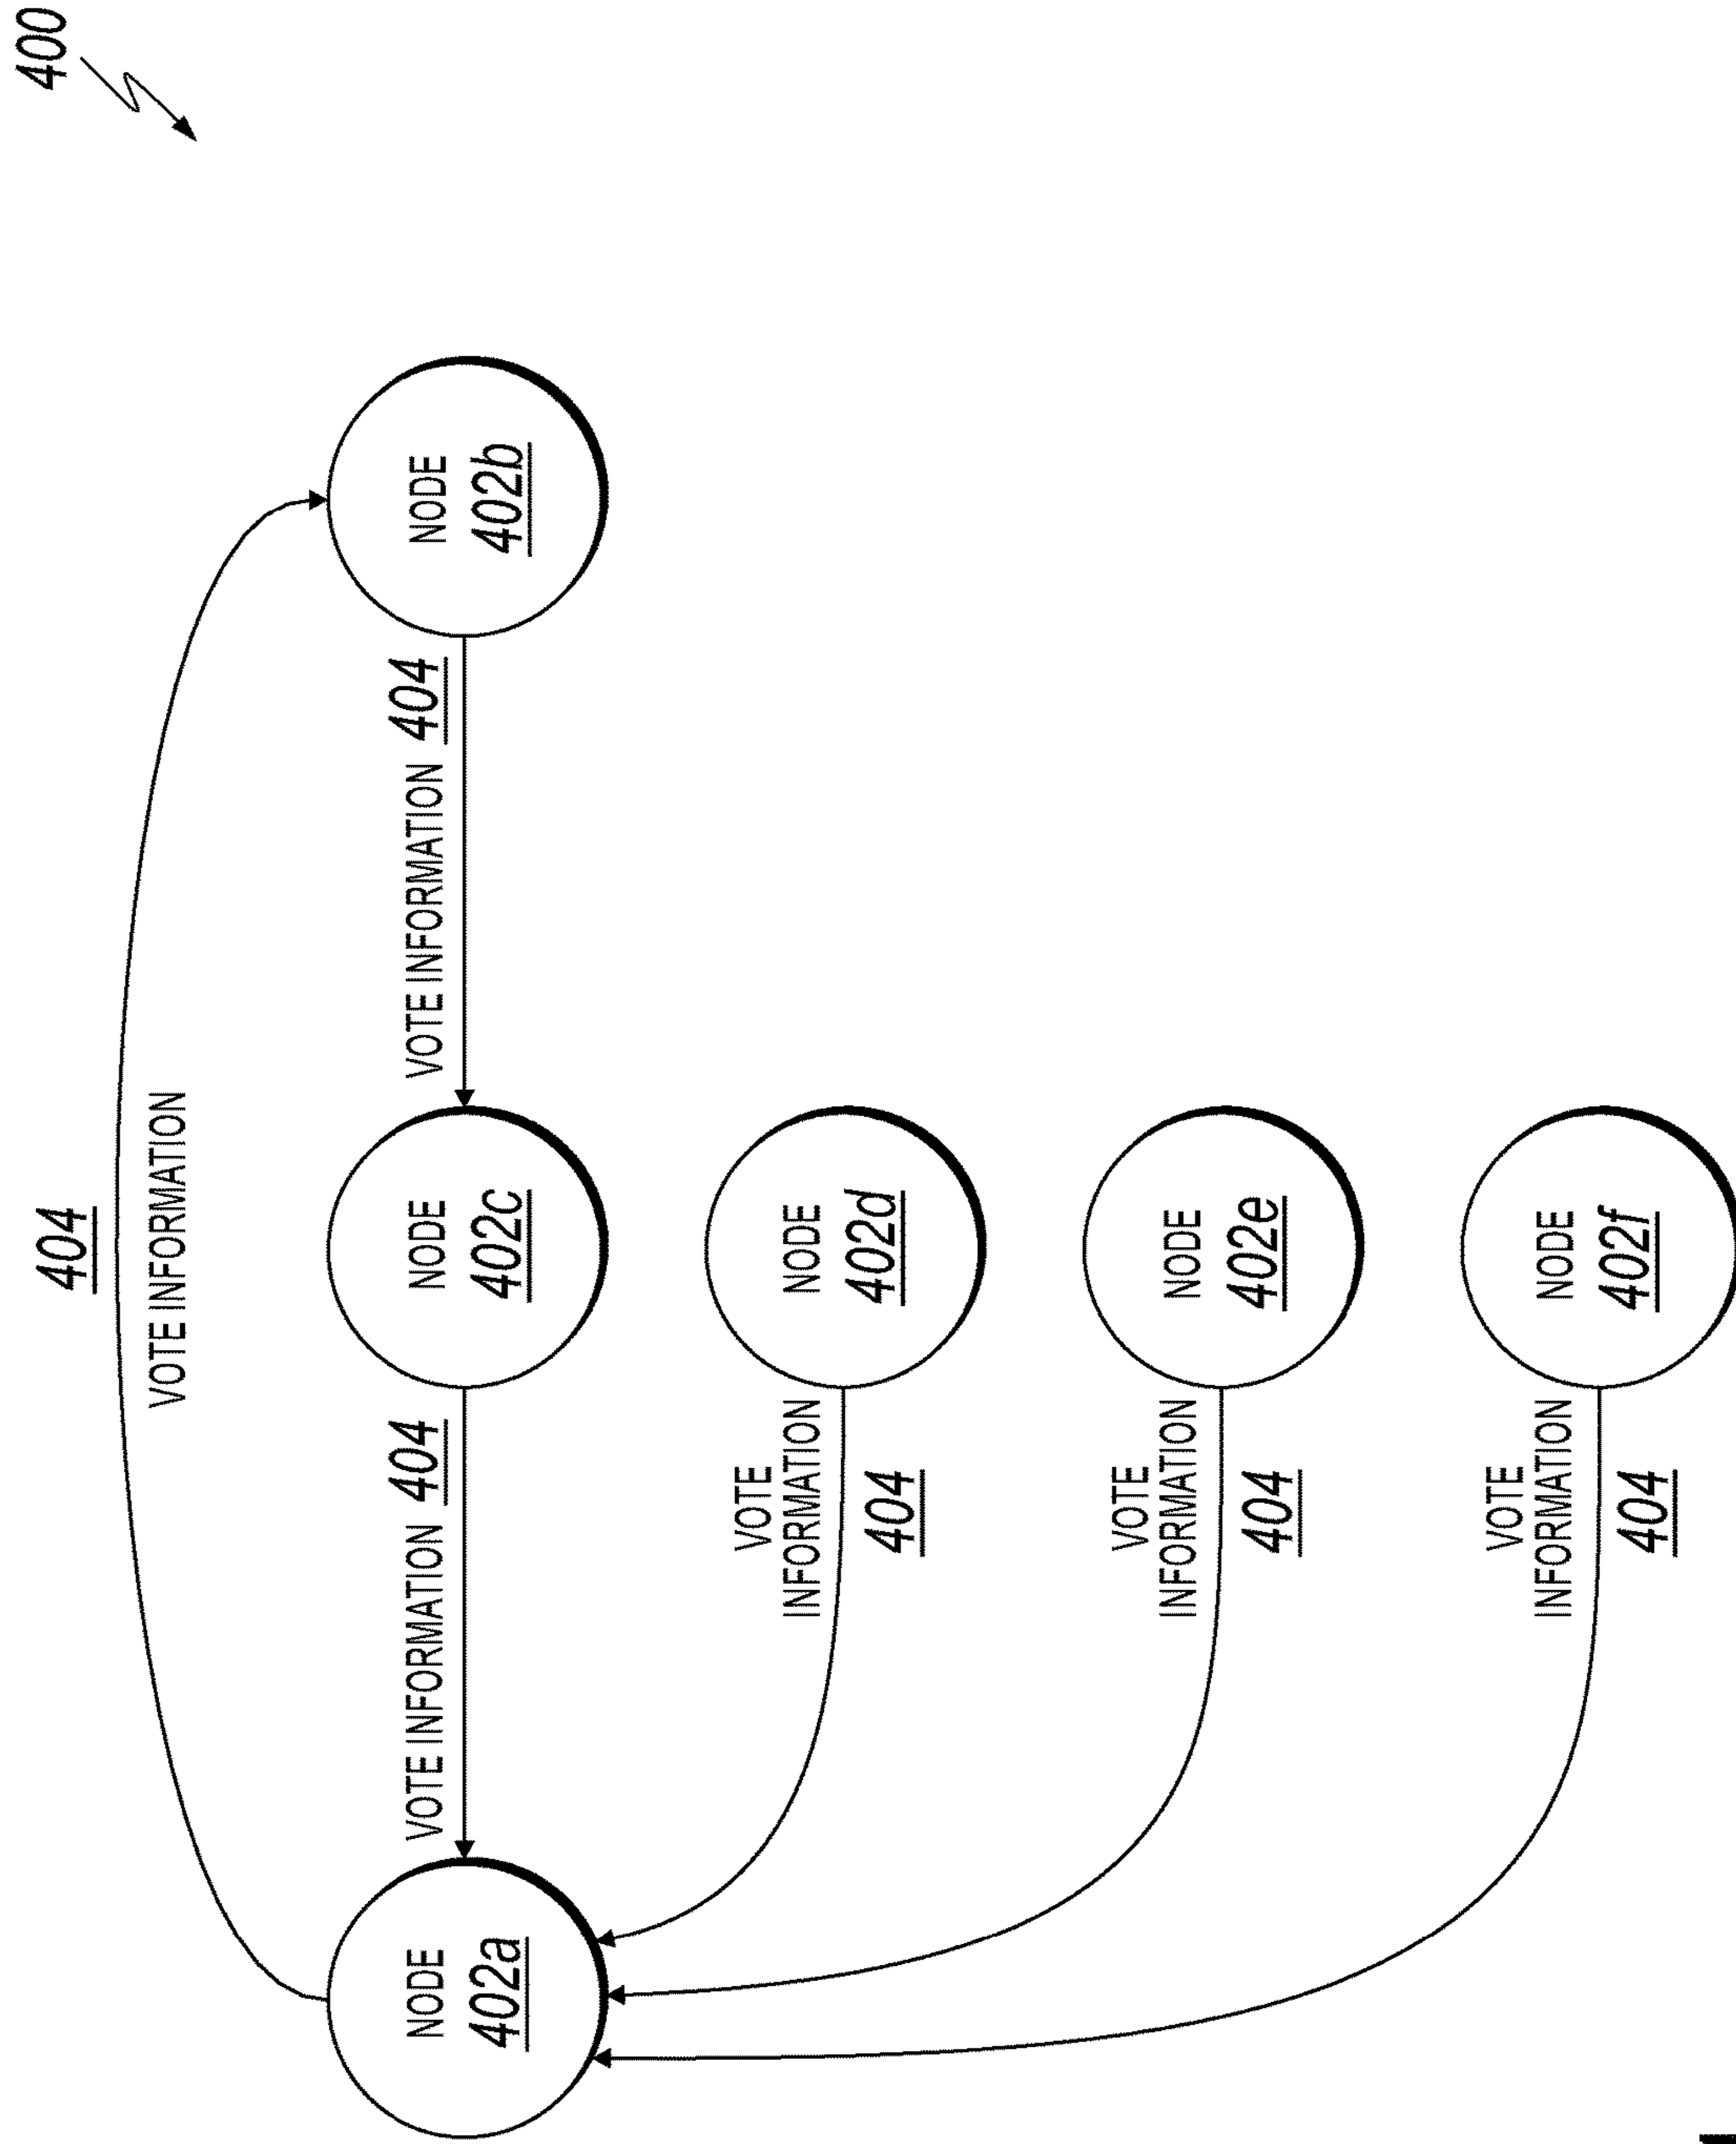 400
404
VOTE INFORMATION
NODE
402a
VOTE INFORMATION 404
NODE
402c
VOTE INFORMATION 404
NODE
402b
VOTE
INFORMATION
404
NODE
402d
VOTE
INFORMATION
404
NODE
402e
VOTE
INFORMATION
404
NODE
402f